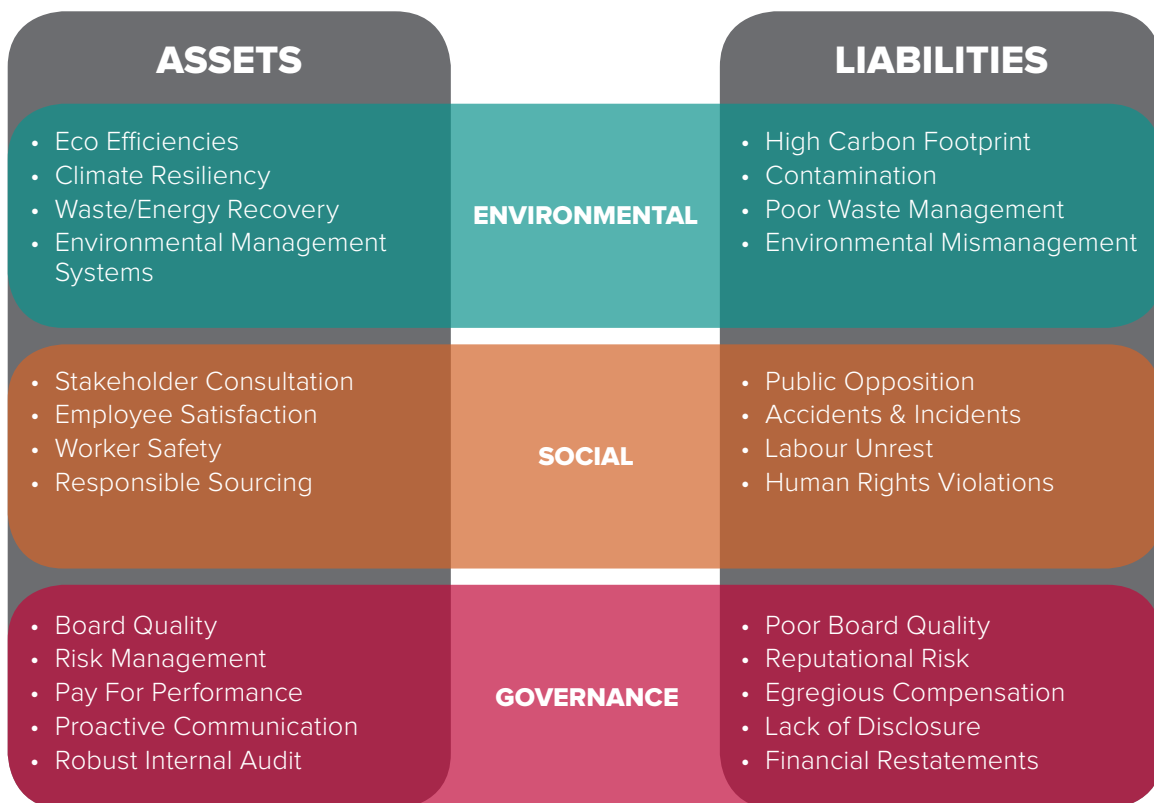 ASSETS
LIABILITIES
• Eco Efficiencies
• Climate Resiliency
• Waste/Energy Recovery
• Environmental Management
Systems
ENVIRONMENTAL
• High Carbon Footprint
• Contamination
• Poor Waste Management
• Environmental Mismanagement
• Stakeholder Consultation
• Employee Satisfaction
• Worker Safety
• Responsible Sourcing
SOCIAL
• Public Opposition
• Accidents & Incidents
• Labour Unrest
• Human Rights Violations
• Board Quality
• Risk Management
• Pay For Performance
• Proactive Communication
• Robust Internal Audit
GOVERNANCE
• Poor Board Quality
• Reputational Risk
• Egregious Compensation
• Lack of Disclosure
• Financial Restatements